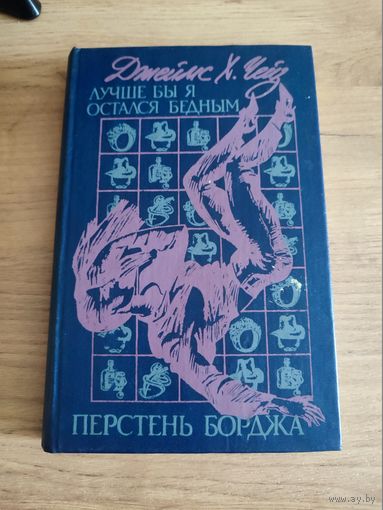 Джеймс Х. Чейз
ЛУЧШЕ БЫ Я
ОСТАЛСЯ БЕДНЫМ
ПЕРСТЕНЬ БОРДЖА
www.ay.by